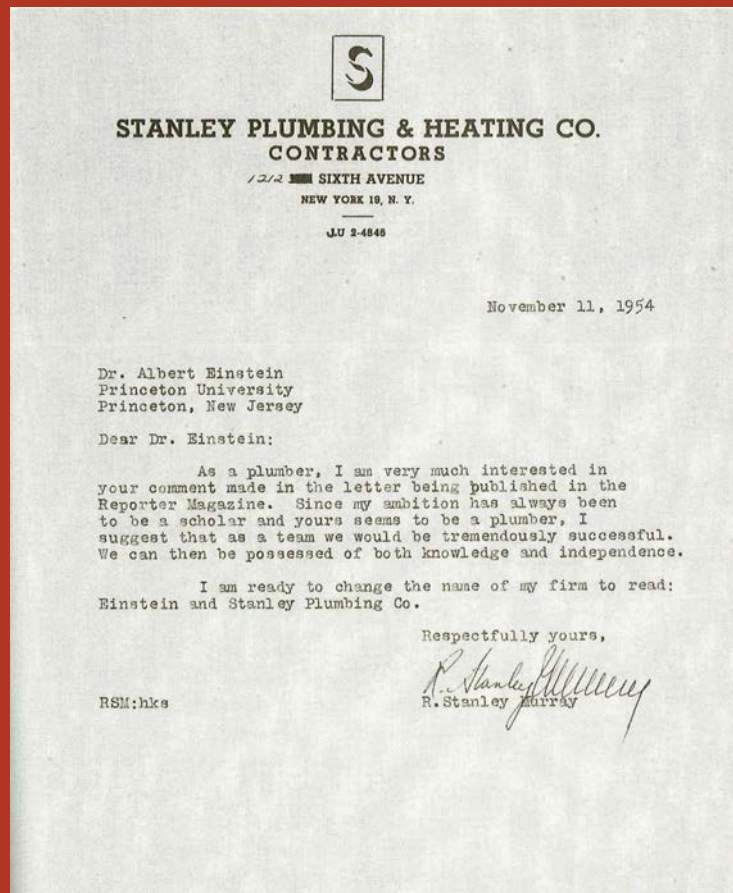 S
STANLEY PLUMBING & HEATING CO.
CONTRACTORS
1212 SIXTH AVENUE
NEW YORK 19, N. Y.
JU 2-4646
November 11, 1954
Dr. Albert Einstein
Princeton University
Princeton, New Jersey
Dear Dr. Einstein:
As a plumber, I am very much interested in
your comment made in the letter being published in the
Reporter Magazine. Since my ambition has always been
to be a scholar and yours seems to be a plumber, I
suggest that as a team we would be tremendously successful.
We can then be possessed of both knowledge and independence.
I am ready to change the name of my firm to read:
Einstein and Stanley Plumbing Co.
Respectfully yours,
R. Stanley Murray
RSM:hks
R.Stanley Murray